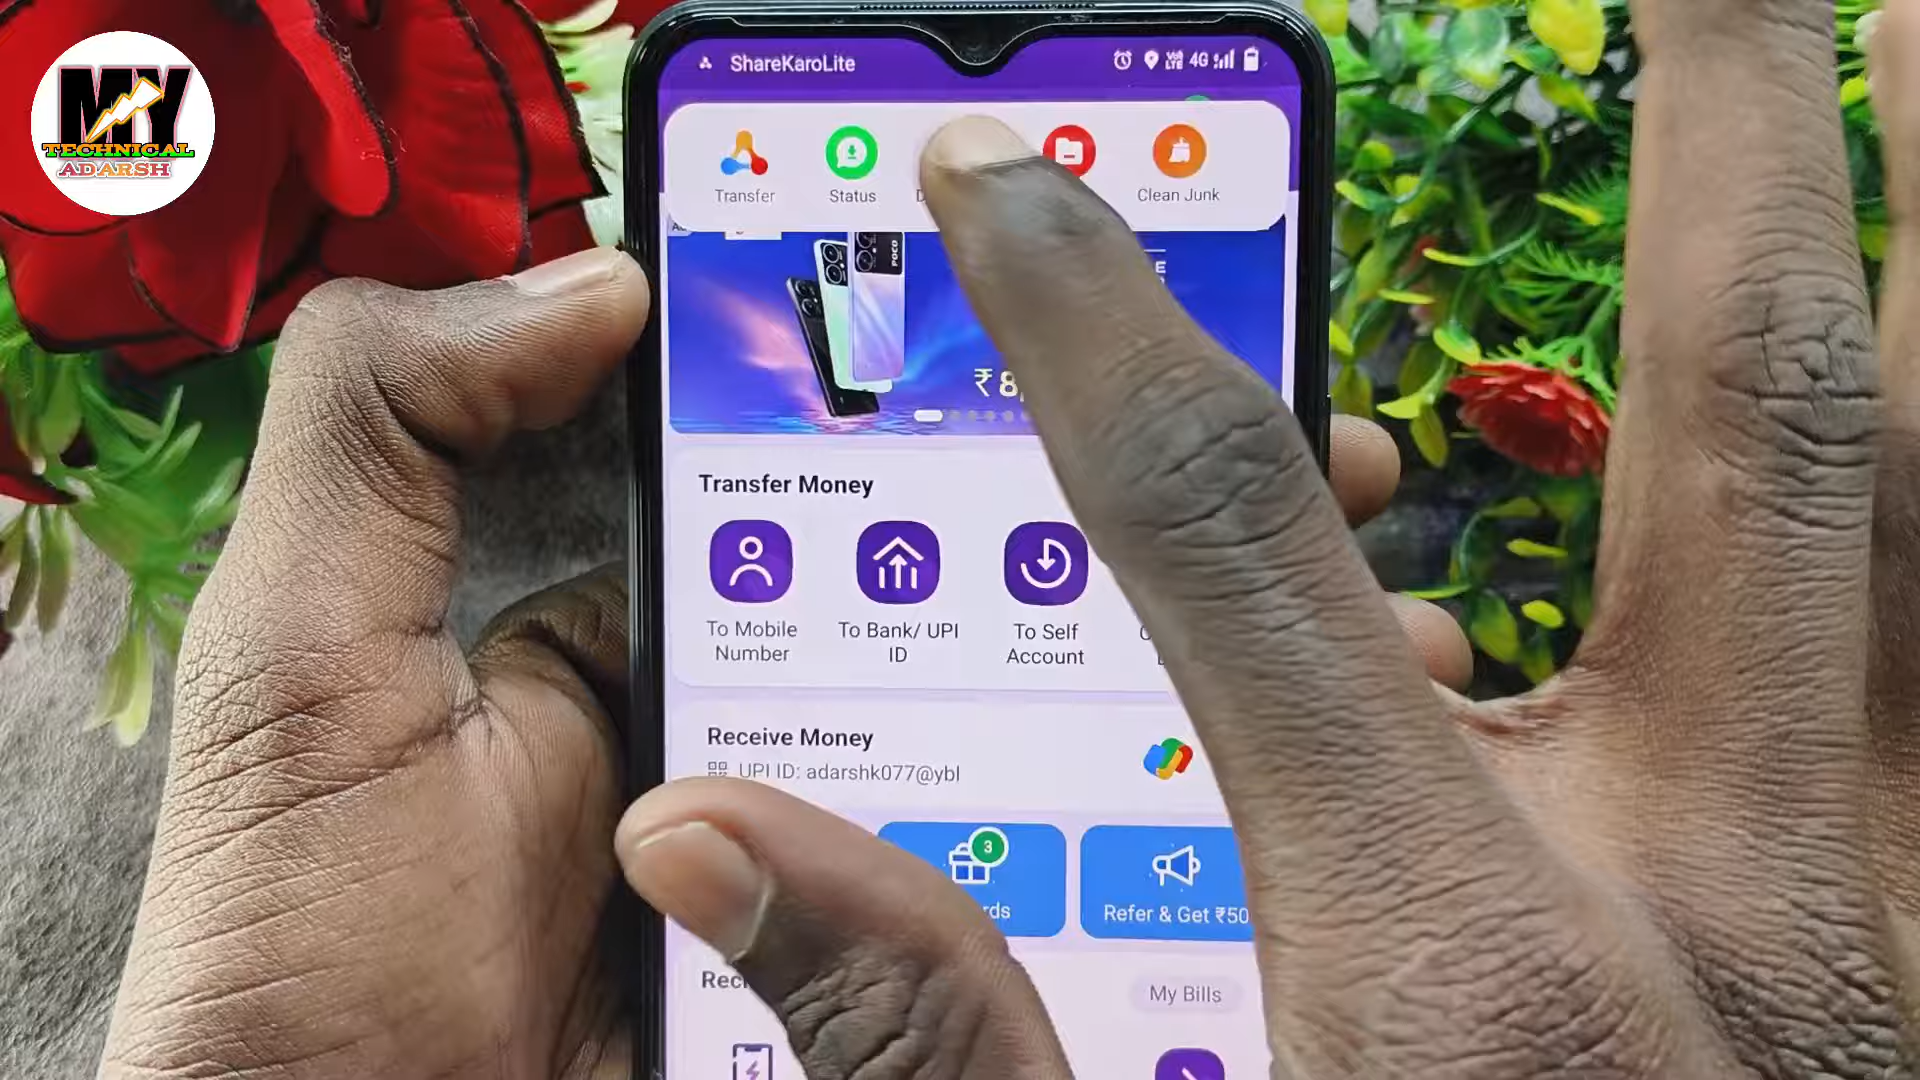 MY
TECHNICAL
ADARSH
ShareKaroLite
4G
Transfer
Status
Clean Junk
POCO
₹8
Transfer Money
To Mobile Number
To Bank/ UPI ID
To Self Account
Receive Money
UPI ID: adarshk077@ybl
3
Refer & Get ₹50
My Bills